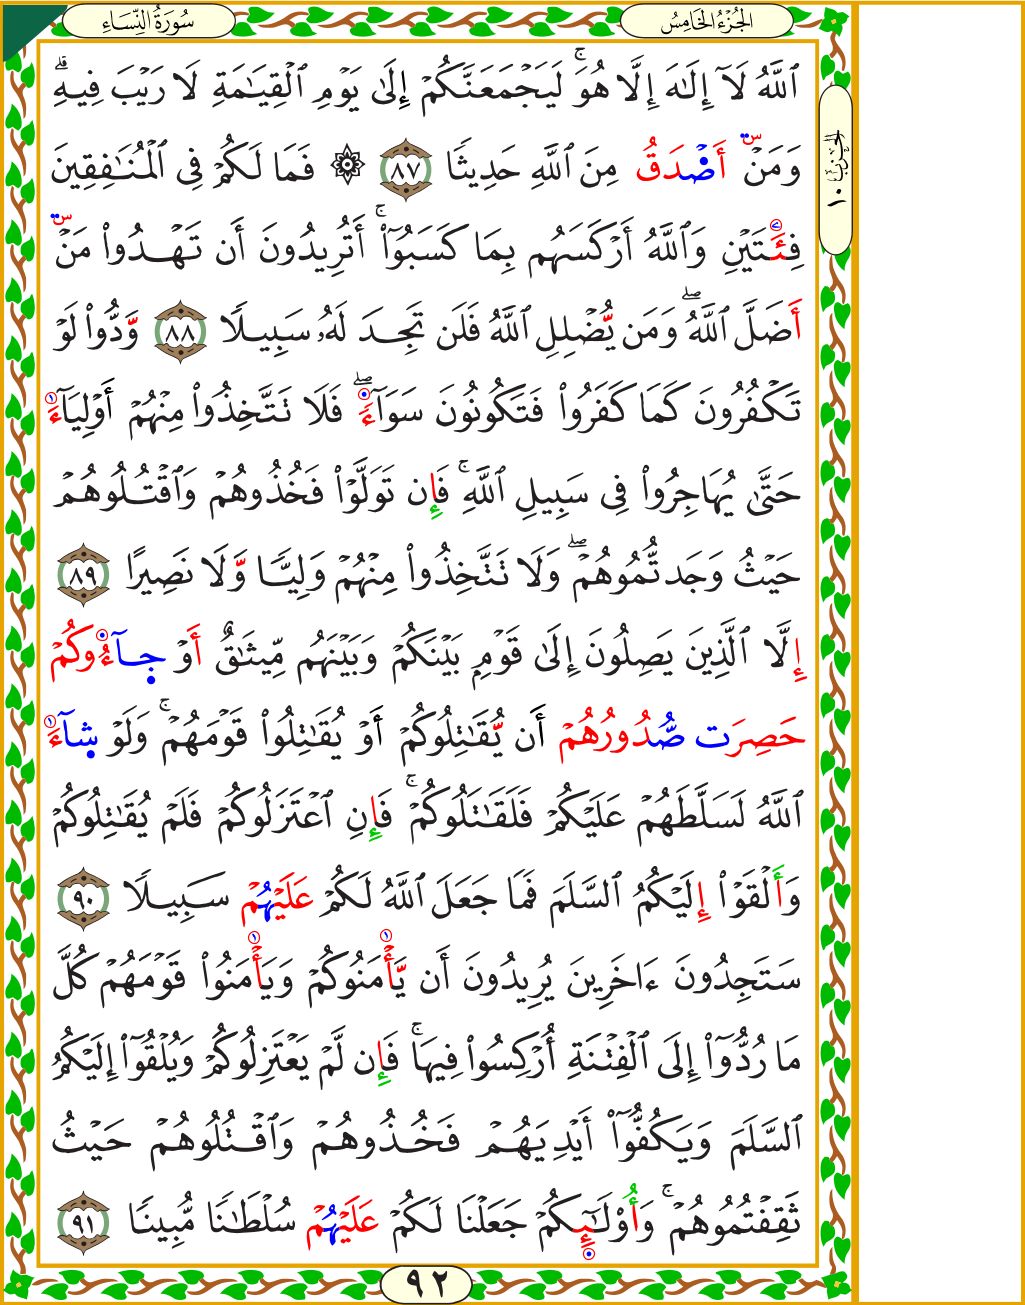 سُورَةُ النِّسَاءِ
الجُزْءُ الخَامِسُ
الحِزْبُ ١٠
ٱللَّهُ لَآ إِلَٰهَ إِلَّا هُوَۚ لَيَجْمَعَنَّكُمْ إِلَىٰ يَوْمِ ٱلْقِيَٰمَةِ لَا رَيْبَ فِيهِۗ
وَمَنْ أَصْدَقُ مِنَ ٱللَّهِ حَدِيثٗا ٨٧ ۞ فَمَا لَكُمْ فِي ٱلْمُنَٰفِقِينَ
فِئَتَيْنِ وَٱللَّهُ أَرْكَسَهُم بِمَا كَسَبُوٓاْۚ أَتُرِيدُونَ أَن تَهْدُواْ مَنْ
أَضَلَّ ٱللَّهُۖ وَمَن يُّضْلِلِ ٱللَّهُ فَلَن تَجِدَ لَهُۥ سَبِيلٗا ٨٨ وَّدُّواْ لَوْ
تَكْفُرُونَ كَمَا كَفَرُواْ فَتَكُونُونَ سَوَآءٗۖ فَلَا تَتَّخِذُواْ مِنْهُمْ أَوْلِيَآءَ
حَتَّىٰ يُهَاجِرُواْ فِي سَبِيلِ ٱللَّهِۚ فَإِن تَوَلَّوْاْ فَخُذُوهُمْ وَٱقْتُلُوهُمْ
حَيْثُ وَجَدتُّمُوهُمْۖ وَلَا تَتَّخِذُواْ مِنْهُمْ وَلِيّٗا وَّلَا نَصِيرًا ٨٩
إِلَّا ٱلَّذِينَ يَصِلُونَ إِلَىٰ قَوْمِۭ بَيْنَكُمْ وَبَيْنَهُم مِّيثَٰقٌ أَوْ جَآءُوكُمْ
حَصِرَت صُّدُورُهُمْ أَن يُّقَٰتِلُوكُمْ أَوْ يُقَٰتِلُواْ قَوْمَهُمْۚ وَلَوْ شَآءَ
ٱللَّهُ لَسَلَّطَهُمْ عَلَيْكُمْ فَلَقَٰتَلُوكُمْۚ فَإِنِ ٱعْتَزَلُوكُمْ فَلَمْ يُقَٰتِلُوكُمْ
وَأَلْقَوْاْ إِلَيْكُمُ ٱلسَّلَمَ فَمَا جَعَلَ ٱللَّهُ لَكُمْ عَلَيْهُمْ سَبِيلٗا ٩٠
سَتَجِدُونَ ءَاخَرِينَ يُرِيدُونَ أَن يَّأْمَنُوكُمْ وَيَأْمَنُواْ قَوْمَهُمْ كُلَّ
مَا رُدُّوٓاْ إِلَى ٱلْفِتْنَةِ أُرْكِسُواْ فِيهَاۚ فَإِن لَّمْ يَعْتَزِلُوكُمْ وَيُلْقُوٓاْ إِلَيْكُمُ
ٱلسَّلَمَ وَيَكُفُّوٓاْ أَيْدِيَهُمْ فَخُذُوهُمْ وَٱقْتُلُوهُمْ حَيْثُ
ثَقِفْتُمُوهُمْۚ وَأُوْلَٰٓئِكُمْ جَعَلْنَا لَكُمْ عَلَيْهُمْ سُلْطَٰنٗا مُّبِينٗا ٩١
٩٢